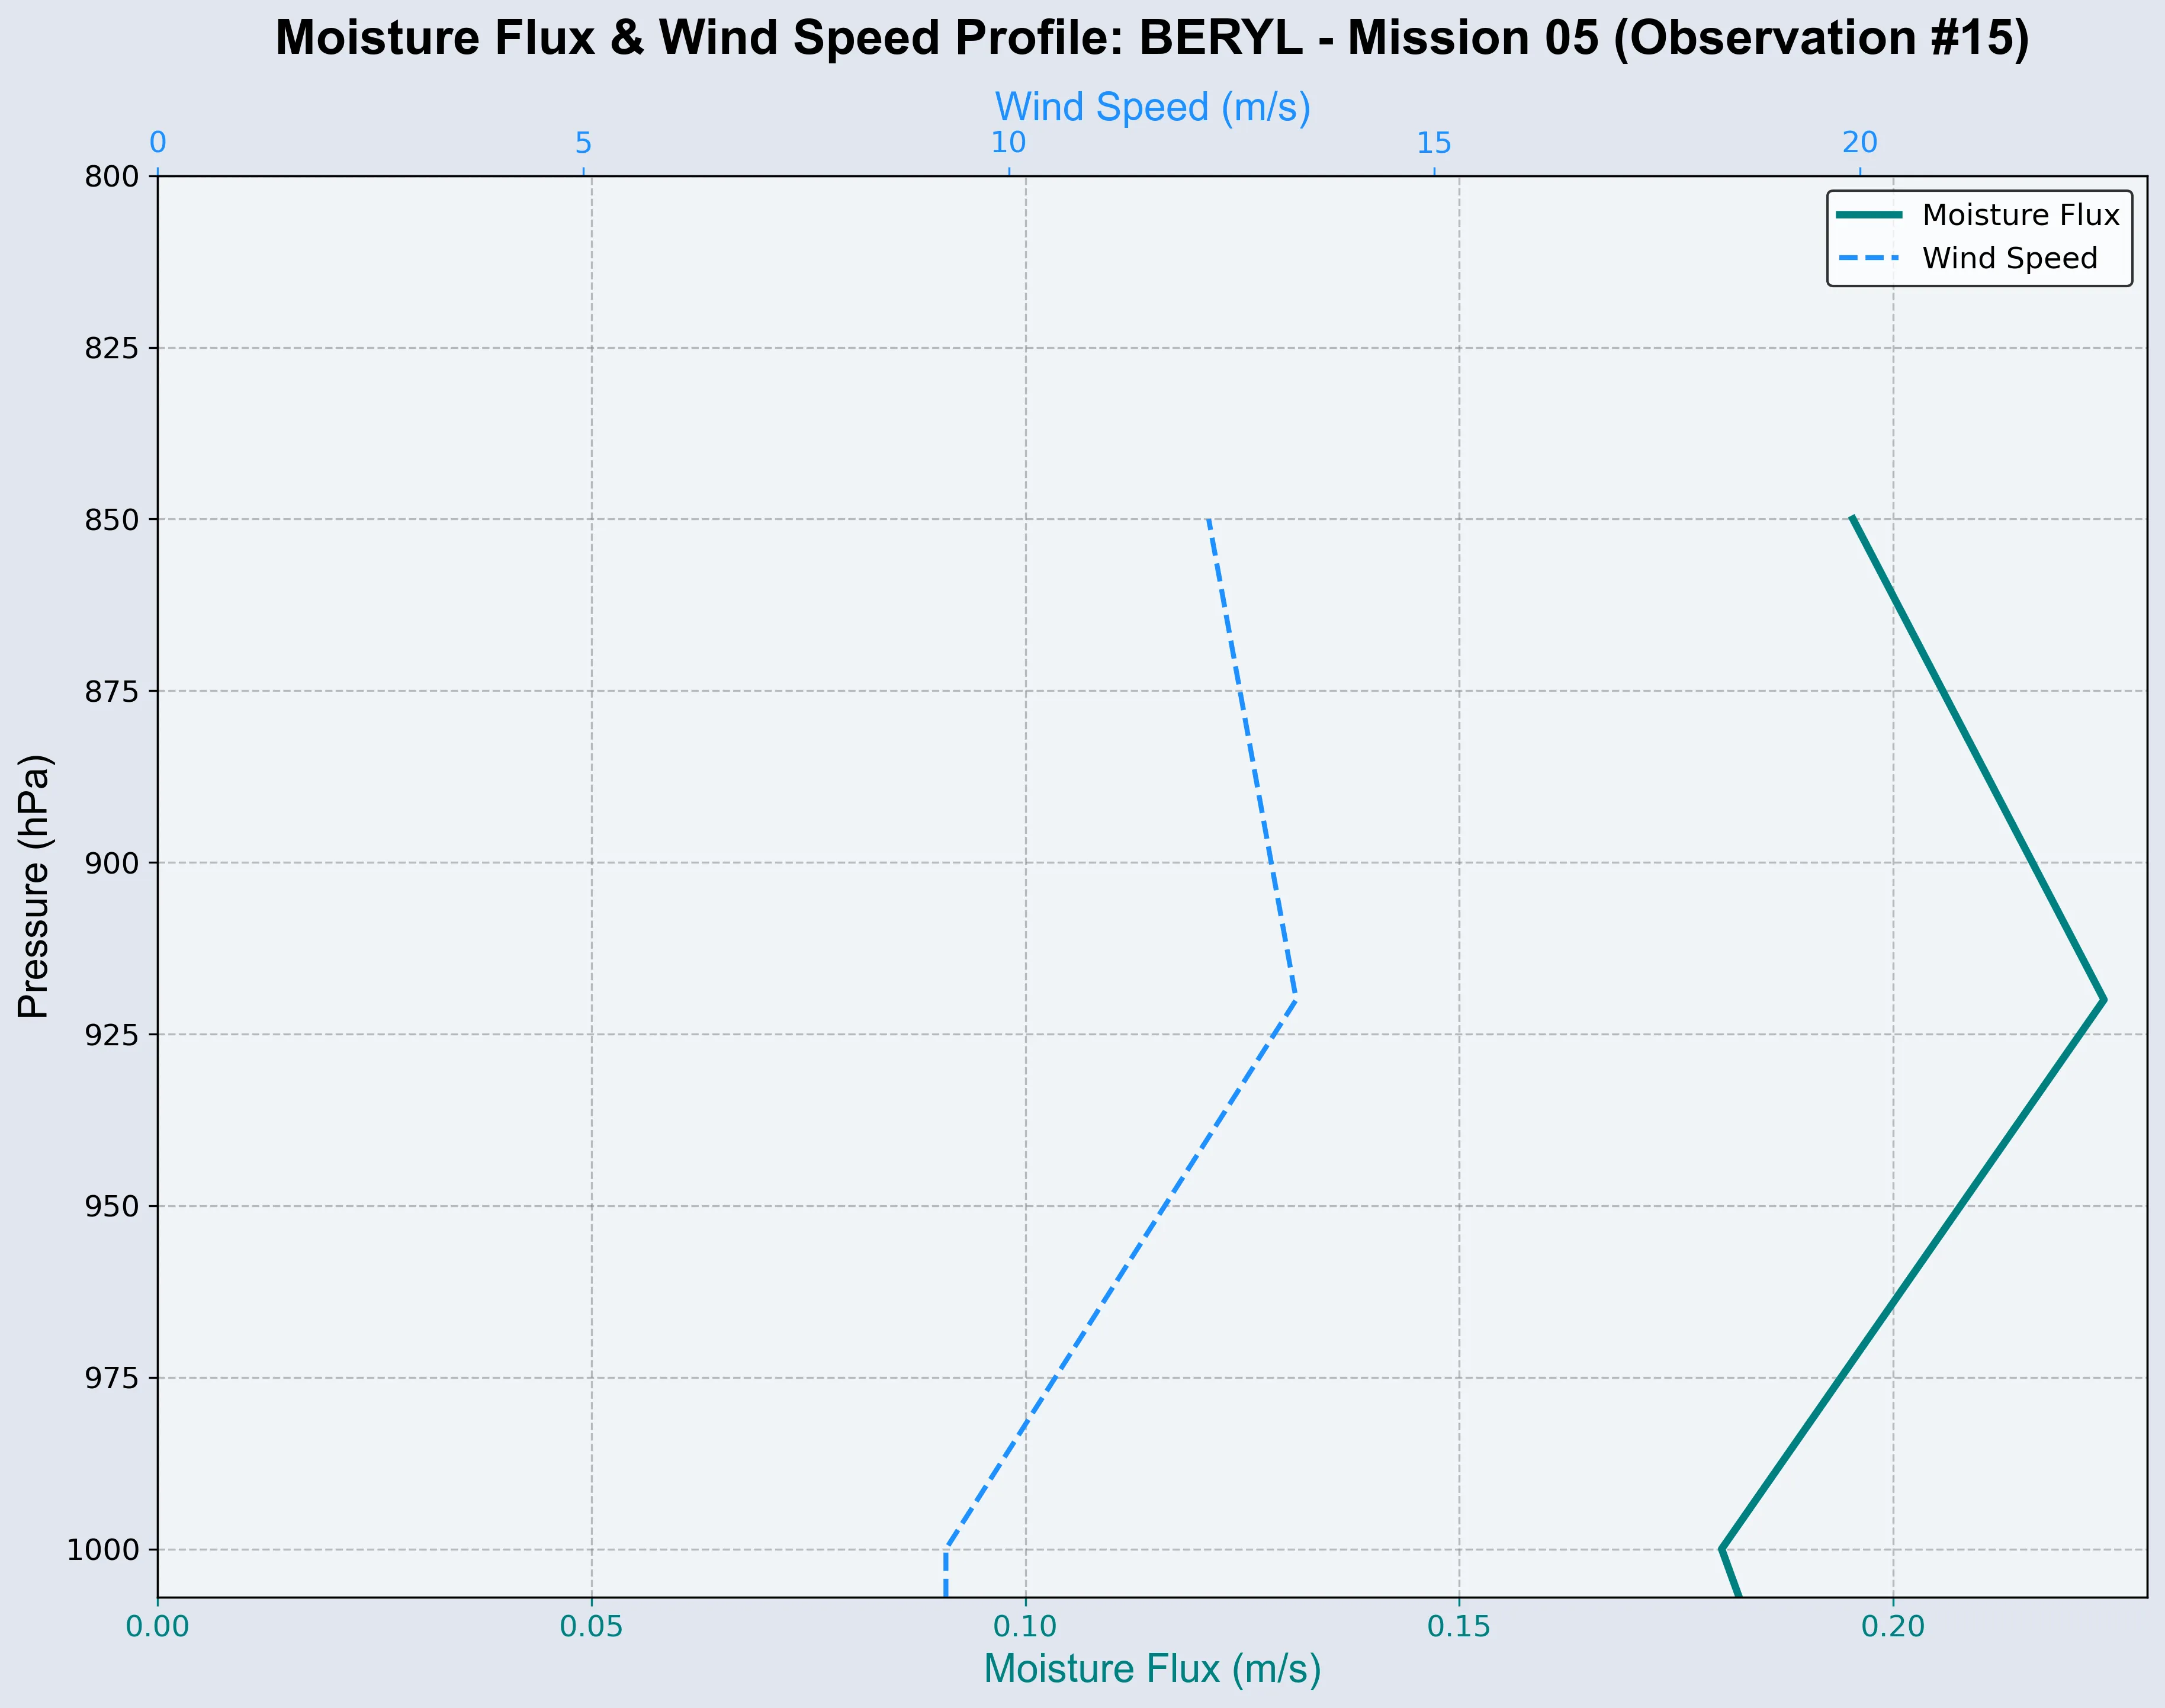 Moisture Flux & Wind Speed Profile: BERYL - Mission 05 (Observation #15)
Wind Speed (m/s)
0 5 10 15 20
Moisture Flux
Wind Speed
800
825
850
875
900
925
950
975
1000
Pressure (hPa)
0.00 0.05 0.10 0.15 0.20
Moisture Flux (m/s)